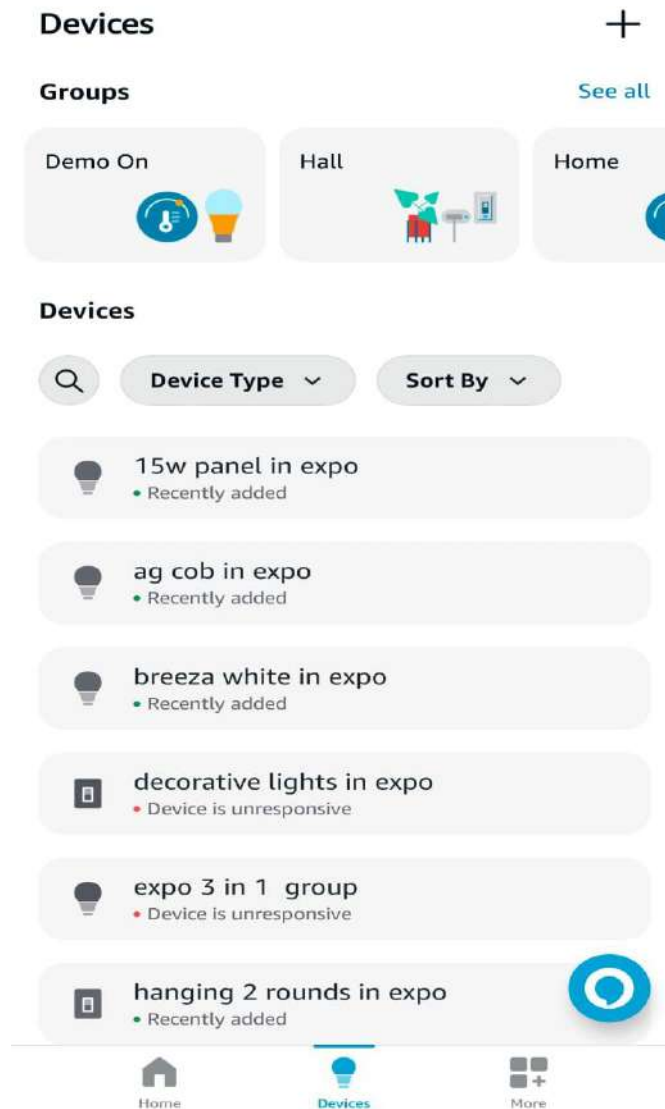 Devices
Groups
See all
Demo On
Hall
Home
Devices
Device Type
Sort By
15w panel in expo
• Recently added
ag cob in expo
• Recently added
breeza white in expo
• Recently added
decorative lights in expo
• Device is unresponsive
expo 3 in 1 group
• Device is unresponsive
hanging 2 rounds in expo
• Recently added
Home
Devices
More